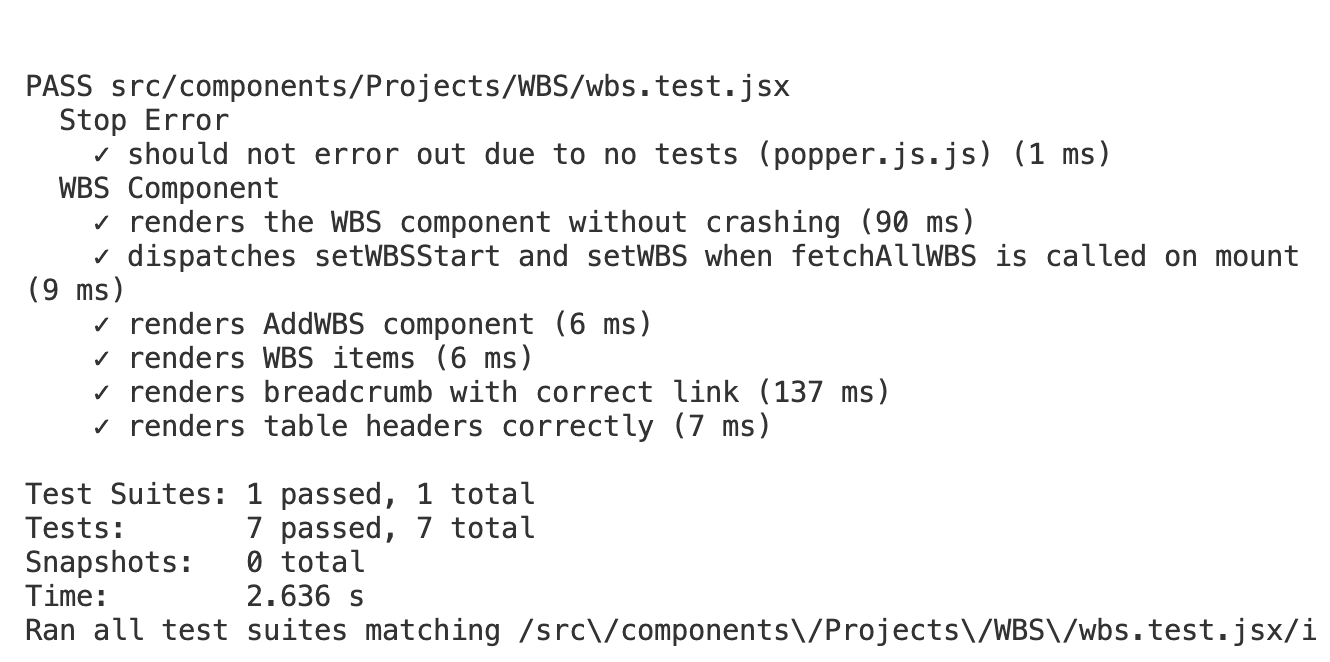 PASS src/components/Projects/WBS/wbs.test.jsx
  Stop Error
    ✓ should not error out due to no tests (popper.js.js) (1 ms)
  WBS Component
    ✓ renders the WBS component without crashing (90 ms)
    ✓ dispatches setWBSStart and setWBS when fetchAllWBS is called on mount
(9 ms)
    ✓ renders AddWBS component (6 ms)
    ✓ renders WBS items (6 ms)
    ✓ renders breadcrumb with correct link (137 ms)
    ✓ renders table headers correctly (7 ms)

Test Suites: 1 passed, 1 total
Tests:       7 passed, 7 total
Snapshots:   0 total
Time:        2.636 s
Ran all test suites matching /src\/components\/Projects\/WBS\/wbs.test.jsx/i